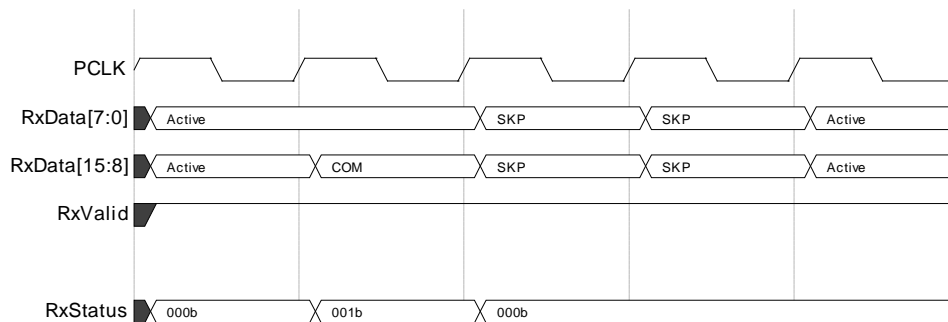 PCLK
RxData[7:0] Active SKP SKP Active
RxData[15:8] Active COM SKP SKP Active
RxValid
RxStatus 000b 001b 000b